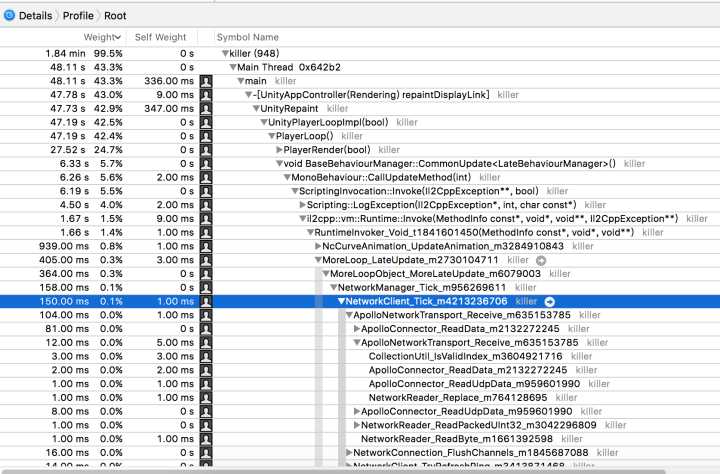 Details Profile Root
Weight Self Weight Symbol Name
1.84 min 99.5% 0 s killer (948)
48.11 s 43.3% 0 s Main Thread 0x642b2
48.11 s 43.3% 336.00 ms main killer
47.78 s 43.0% 9.00 ms -[UnityAppController(Rendering) repaintDisplayLink] killer
47.73 s 42.9% 347.00 ms UnityRepaint killer
47.19 s 42.5% 0 s UnityPlayerLoopImpl(bool) killer
47.19 s 42.4% 0 s PlayerLoop() killer
27.52 s 24.7% 0 s PlayerRender(bool) killer
6.33 s 5.7% 0 s void BaseBehaviourManager::CommonUpdate<LateBehaviourManager>() killer
6.26 s 5.6% 2.00 ms MonoBehaviour::CallUpdateMethod(int) killer
6.19 s 5.5% 0 s ScriptingInvocation::Invoke(Il2CppException**, bool) killer
4.50 s 4.0% 2.00 ms Scripting::LogException(Il2CppException*, int, char const*) killer
1.67 s 1.5% 9.00 ms il2cpp::vm::Runtime::Invoke(MethodInfo const*, void*, void**, Il2CppException**) killer
1.66 s 1.4% 1.00 ms RuntimeInvoker_Void_t1841601450(MethodInfo const*, void*, void**) killer
939.00 ms 0.8% 1.00 ms NcCurveAnimation_UpdateAnimation_m3284910843 killer
405.00 ms 0.3% 3.00 ms MoreLoop_LateUpdate_m2730104711 killer
364.00 ms 0.3% 0 s MoreLoopObject_MoreLateUpdate_m6079003 killer
158.00 ms 0.1% 0 s NetworkManager_Tick_m956269611 killer
150.00 ms 0.1% 1.00 ms NetworkClient_Tick_m4213236706 killer
104.00 ms 0.0% 1.00 ms ApolloNetworkTransport_Receive_m635153785 killer
81.00 ms 0.0% 0 s ApolloConnector_ReadData_m2132272245 killer
12.00 ms 0.0% 5.00 ms ApolloNetworkTransport_Receive_m635153785 killer
3.00 ms 0.0% 3.00 ms CollectionUtil_IsValidIndex_m3604921716 killer
2.00 ms 0.0% 2.00 ms ApolloConnector_ReadData_m2132272245 killer
1.00 ms 0.0% 1.00 ms ApolloConnector_ReadUdpData_m959601990 killer
1.00 ms 0.0% 1.00 ms NetworkReader_Replace_m764128695 killer
8.00 ms 0.0% 0 s ApolloConnector_ReadUdpData_m959601990 killer
1.00 ms 0.0% 0 s NetworkReader_ReadPackedUInt32_m3042296809 killer
1.00 ms 0.0% 1.00 ms NetworkReader_ReadByte_m1661392598 killer
16.00 ms 0.0% 0 s NetworkConnection_FlushChannels_m1845687088 killer